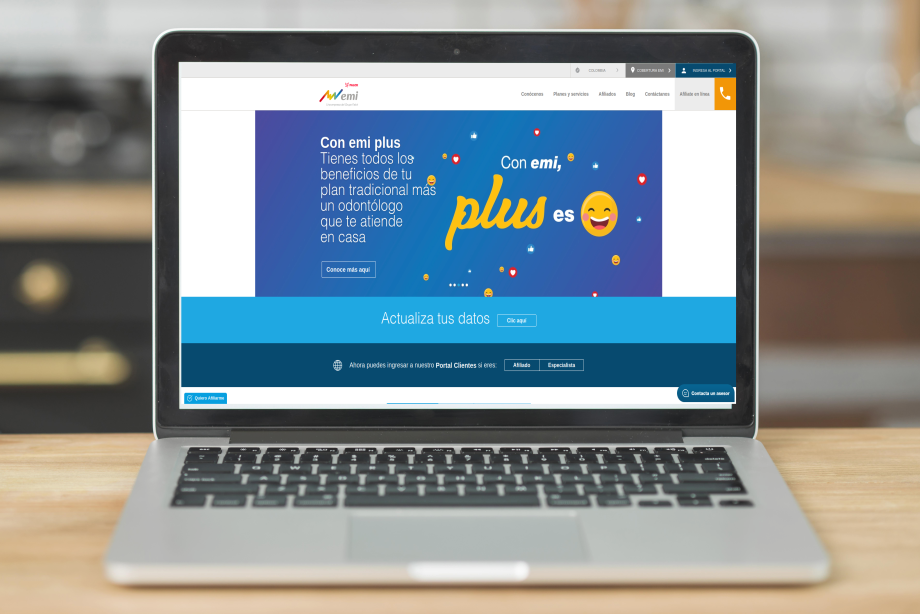 COLOMBIA
COBERTURA EMI
INGRESA AL PORTAL
emi
Conócenos
Planes y servicios
Afiliados
Blog
Contáctanos
Afíliate en línea
Con emi plus
Tienes todos los
beneficios de tu
plan tradicional más
un odontólogo
que te atiende
en casa
Conoce más aquí
Con emi,
plus es
Actualiza tus datos
Clic aquí
Ahora puedes ingresar a nuestro Portal Clientes si eres:
Afiliado
Especialista
Quiero Afiliarme
Contacta un asesor